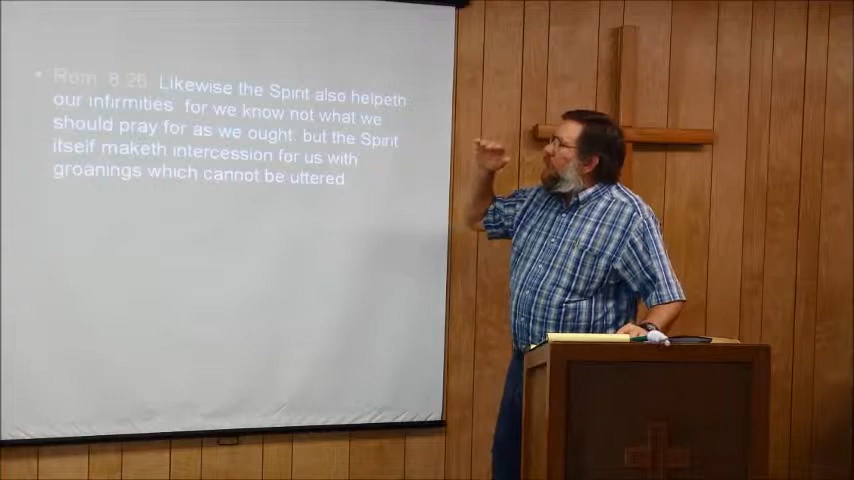 • Rom 8:26 Likewise the Spirit also helpeth
our infirmities for we know not what we
should pray for as we ought. but the Spirit
itself maketh intercession for us with
groanings which cannot be uttered